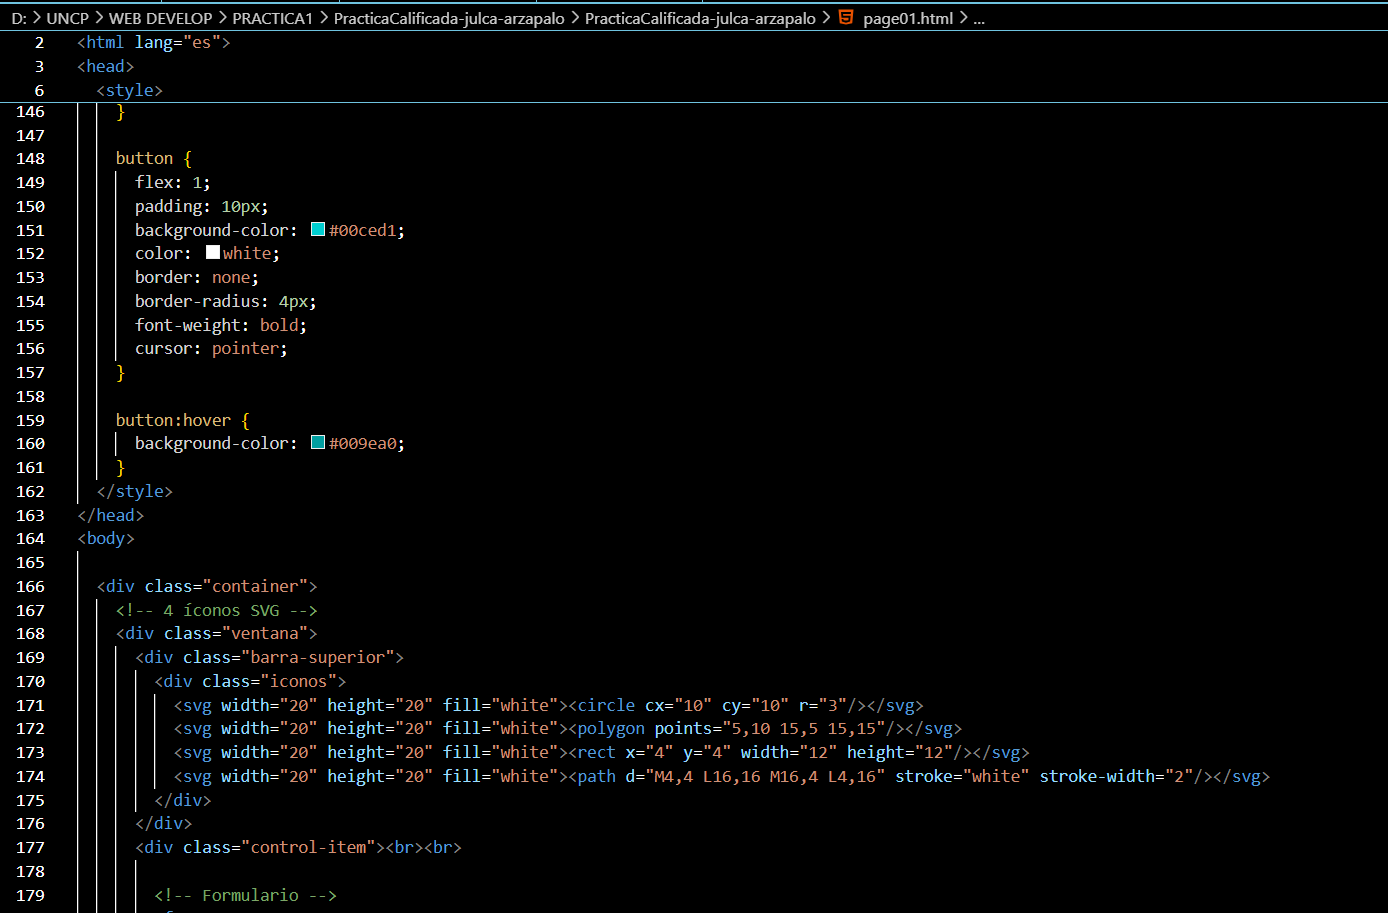 D: > UNCP > WEB DEVELOP > PRACTICA1 > PracticaCalificada-julca-arzapalo > PracticaCalificada-julca-arzapalo > page01.html > ...
2 <html lang="es">
3 <head>
6 <style>
146 }
147
148 button {
149 flex: 1;
150 padding: 10px;
151 background-color: #00ced1;
152 color: white;
153 border: none;
154 border-radius: 4px;
155 font-weight: bold;
156 cursor: pointer;
157 }
158
159 button:hover {
160 background-color: #009ea0;
161 }
162 </style>
163 </head>
164 <body>
165
166 <div class="container">
167 <!-- 4 íconos SVG -->
168 <div class="ventana">
169 <div class="barra-superior">
170 <div class="iconos">
171 <svg width="20" height="20" fill="white"><circle cx="10" cy="10" r="3"/></svg>
172 <svg width="20" height="20" fill="white"><polygon points="5,10 15,5 15,15"/></svg>
173 <svg width="20" height="20" fill="white"><rect x="4" y="4" width="12" height="12"/></svg>
174 <svg width="20" height="20" fill="white"><path d="M4,4 L16,16 M16,4 L4,16" stroke="white" stroke-width="2"/></svg>
175 </div>
176 </div>
177 <div class="control-item"><br><br>
178
179 <!-- Formulario -->